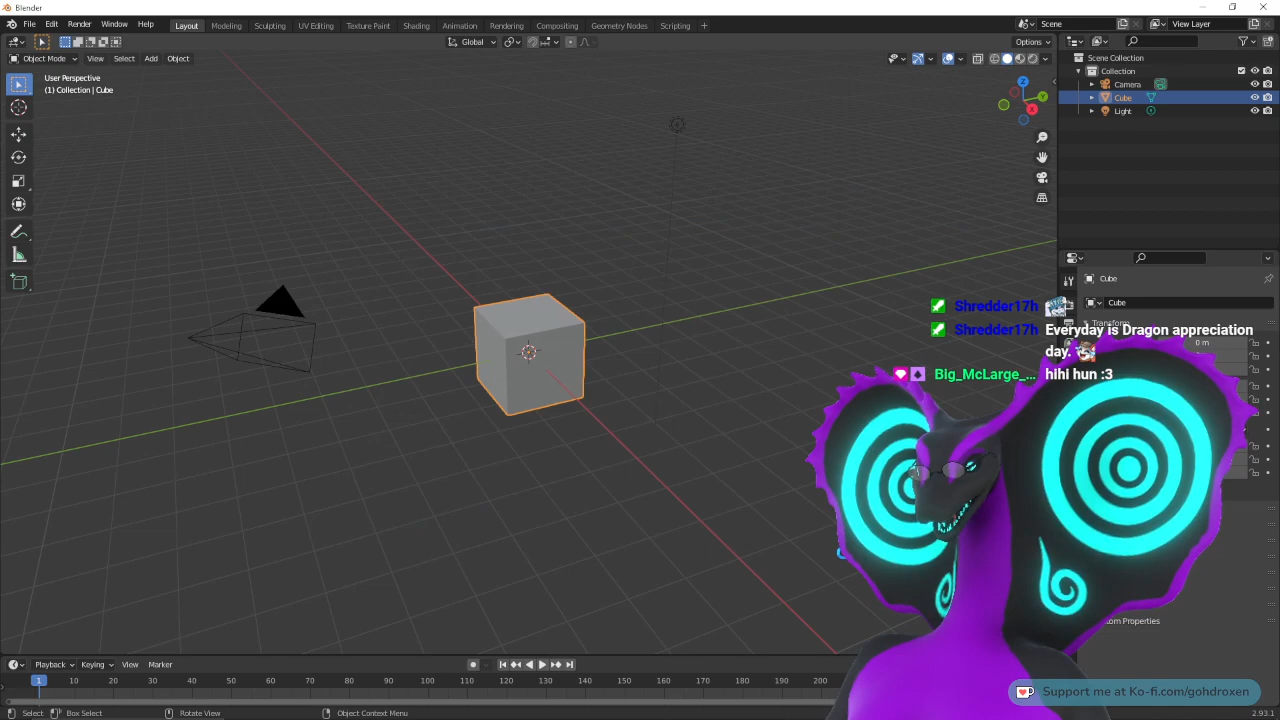 Blender
File Edit Render Window Help
Layout Modeling Sculpting UV Editing Texture Paint Shading Animation Rendering Compositing Geometry Nodes Scripting +
Scene
View Layer
Global
Options
Object Mode View Select Add Object
User Perspective
(1) Collection | Cube
Z
Y
X
Scene Collection
Collection
Camera
Cube
Light
Cube
Cube
Transform
0 m
Shredder17h
Shredder17h Everyday is Dragon appreciation
day.
Big_McLarge_... hihi hun :3
om Properties
Support me at Ko-fi.com/gohdroxen
Playback Keying View Marker
1 10 20 30 40 50 60 70 80 90 100 110 120 130 140 150 160 170 180 190 200
Select Box Select Rotate View Object Context Menu
2.93.1